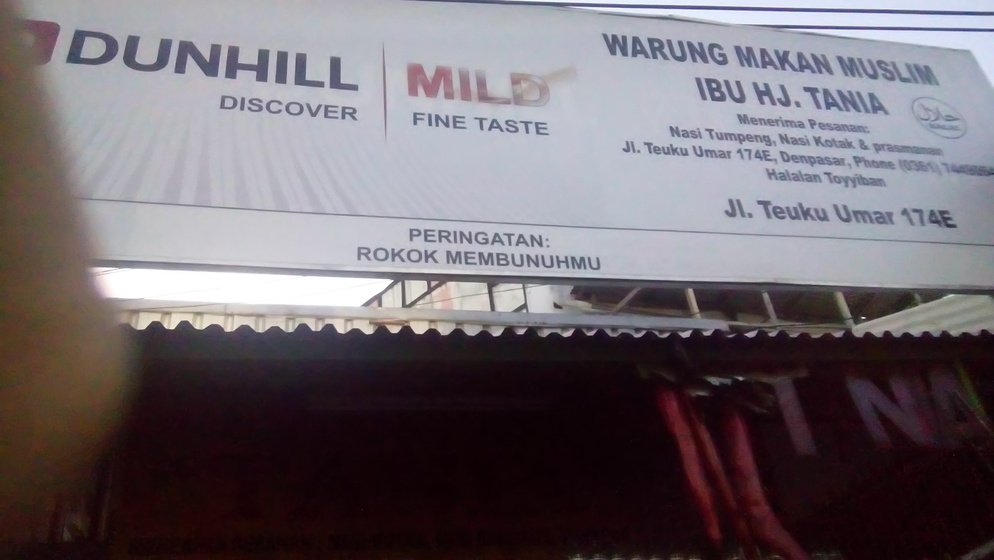 DUNHILL
DISCOVER
MILD
FINE TASTE
WARUNG MAKAN MUSLIM
IBU HJ. TANIA
حلال
Menerima Pesanan:
Nasi Tumpeng, Nasi Kotak & prasmanan
Jl. Teuku Umar 174E, Denpasar, Phone (0361)
Halalan Toyyiban
Jl. Teuku Umar 174E
PERINGATAN:
ROKOK MEMBUNUHMU